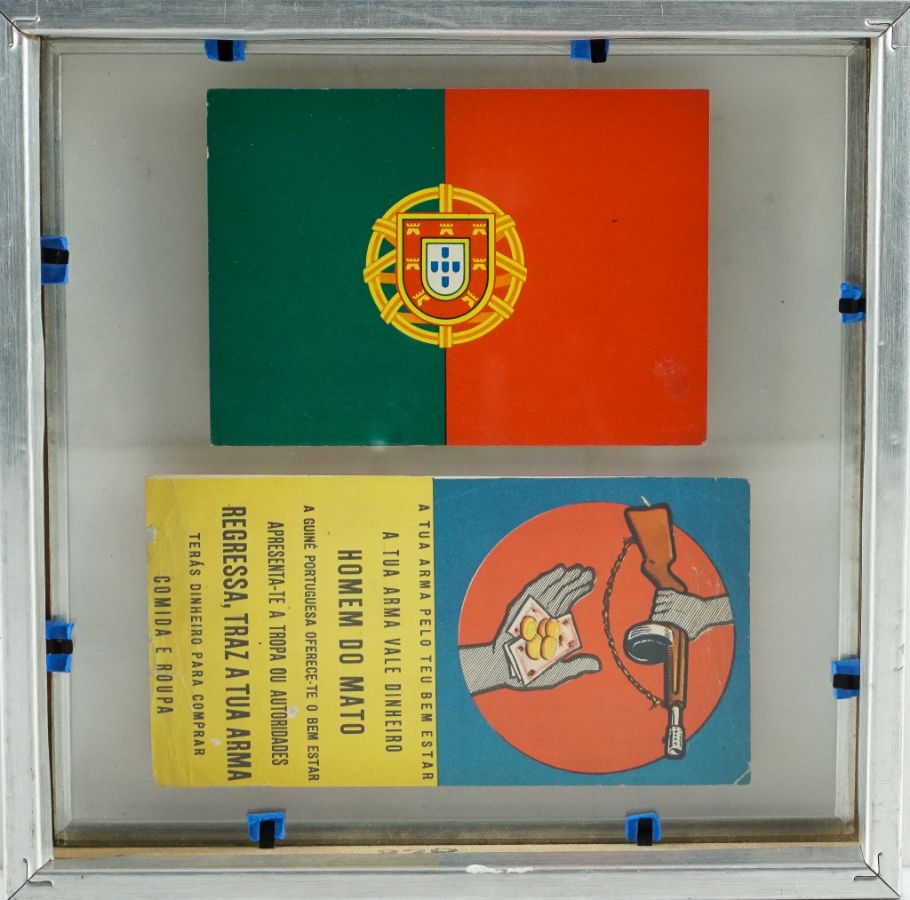 A TUA ARMA PELO TEU BEM ESTAR
A TUA ARMA VALE DINHEIRO
HOMEM DO MATO
A GUINÉ PORTUGUESA OFERECE-TE O BEM ESTAR
APRESENTA-TE À TROPA OU AUTORIDADES
REGRESSA, TRAZ A TUA ARMA
TERÁS DINHEIRO PARA COMPRAR
COMIDA E ROUPA